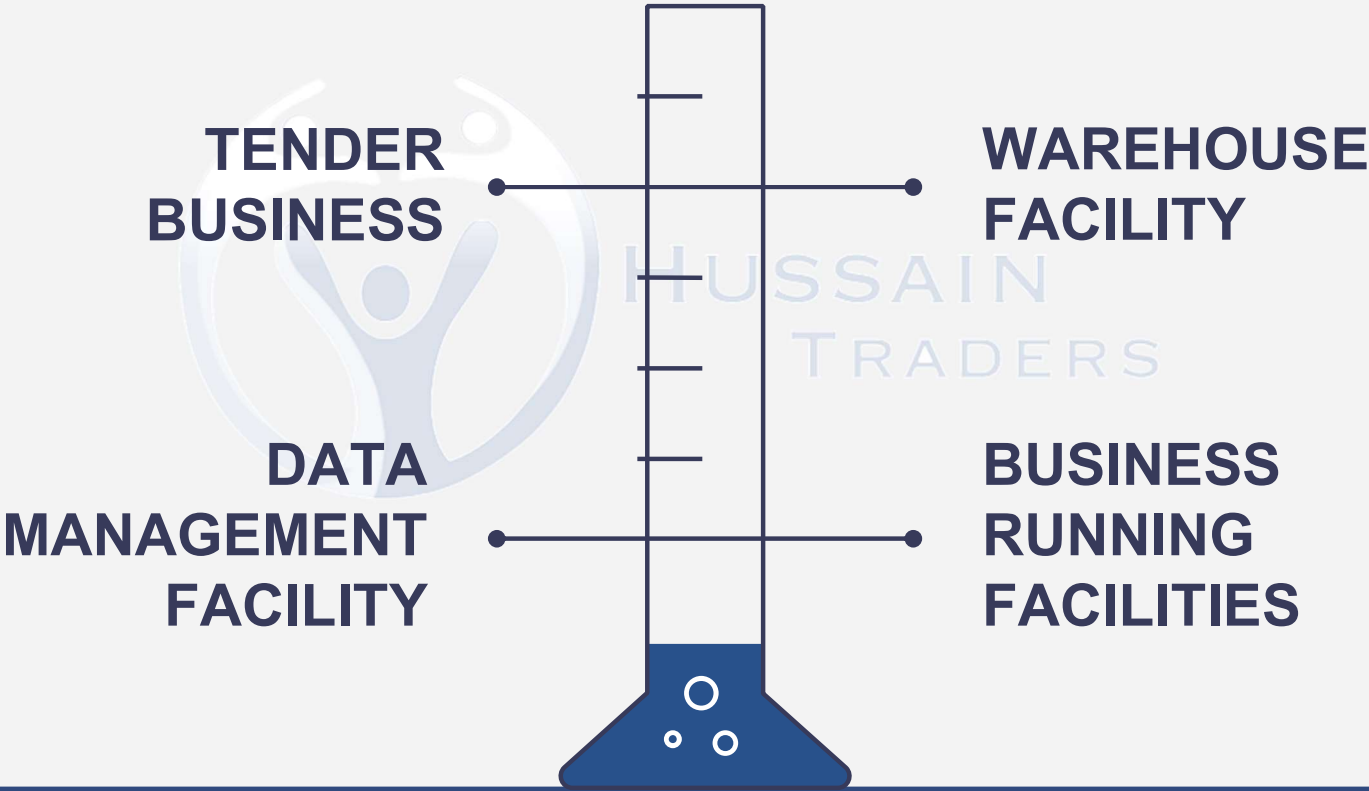 TENDER
BUSINESS
WAREHOUSE
FACILITY
HUSSAIN
TRADERS
DATA
MANAGEMENT
FACILITY
BUSINESS
RUNNING
FACILITIES